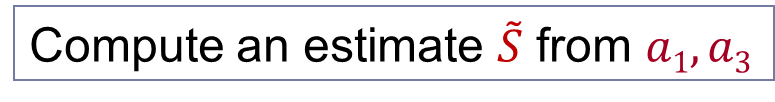 Compute an estimate S̃ from a₁, a₃